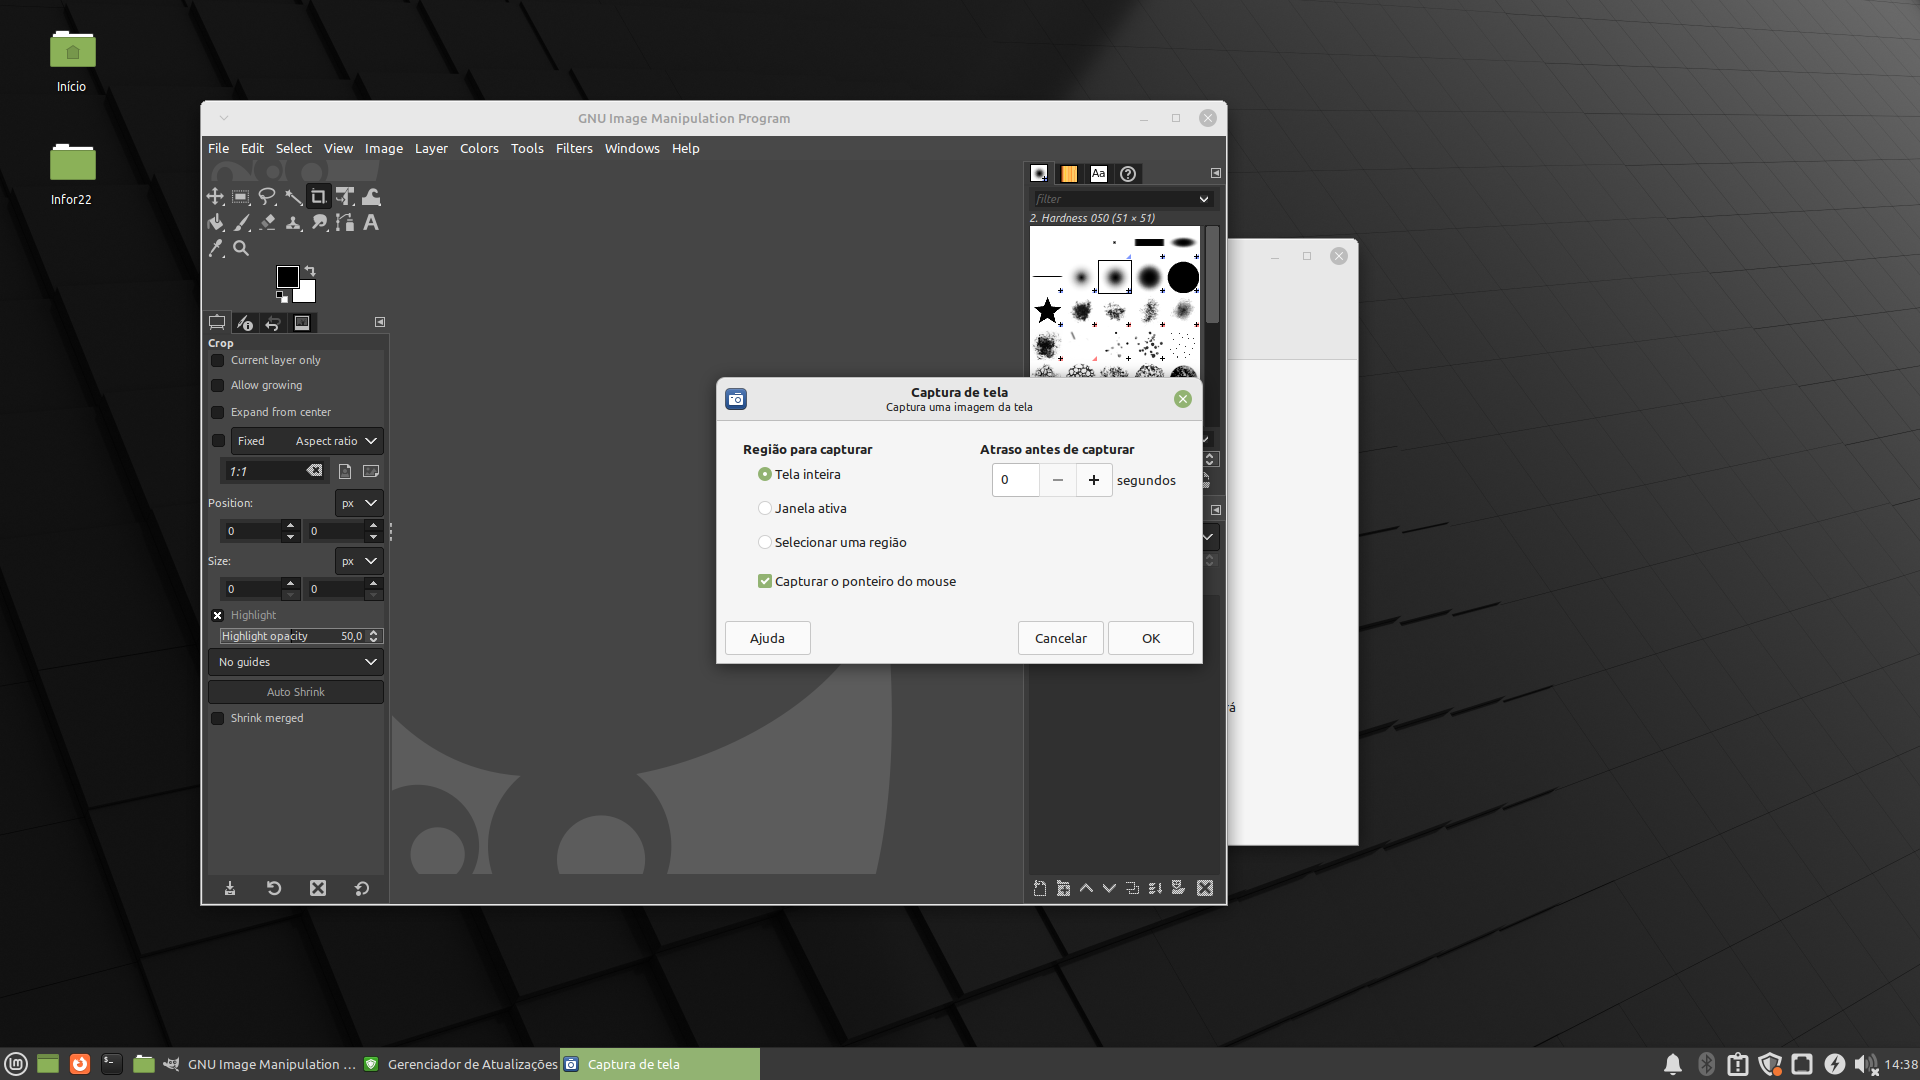 Início
Infor22
GNU Image Manipulation Program
File Edit Select View Image Layer Colors Tools Filters Windows Help
Aa
filter
2. Hardness 050 (51 × 51)
Crop
Current layer only
Allow growing
Expand from center
Fixed Aspect ratio
1:1
Position: px
0 0
Size: px
0 0
Highlight
Highlight opacity 50,0
No guides
Auto Shrink
Shrink merged
Captura de tela
Captura uma imagem da tela
Região para capturar
Tela inteira
Janela ativa
Selecionar uma região
Capturar o ponteiro do mouse
Atraso antes de capturar
0 − + segundos
Ajuda Cancelar OK
GNU Image Manipulation ... Gerenciador de Atualizações Captura de tela 14:38